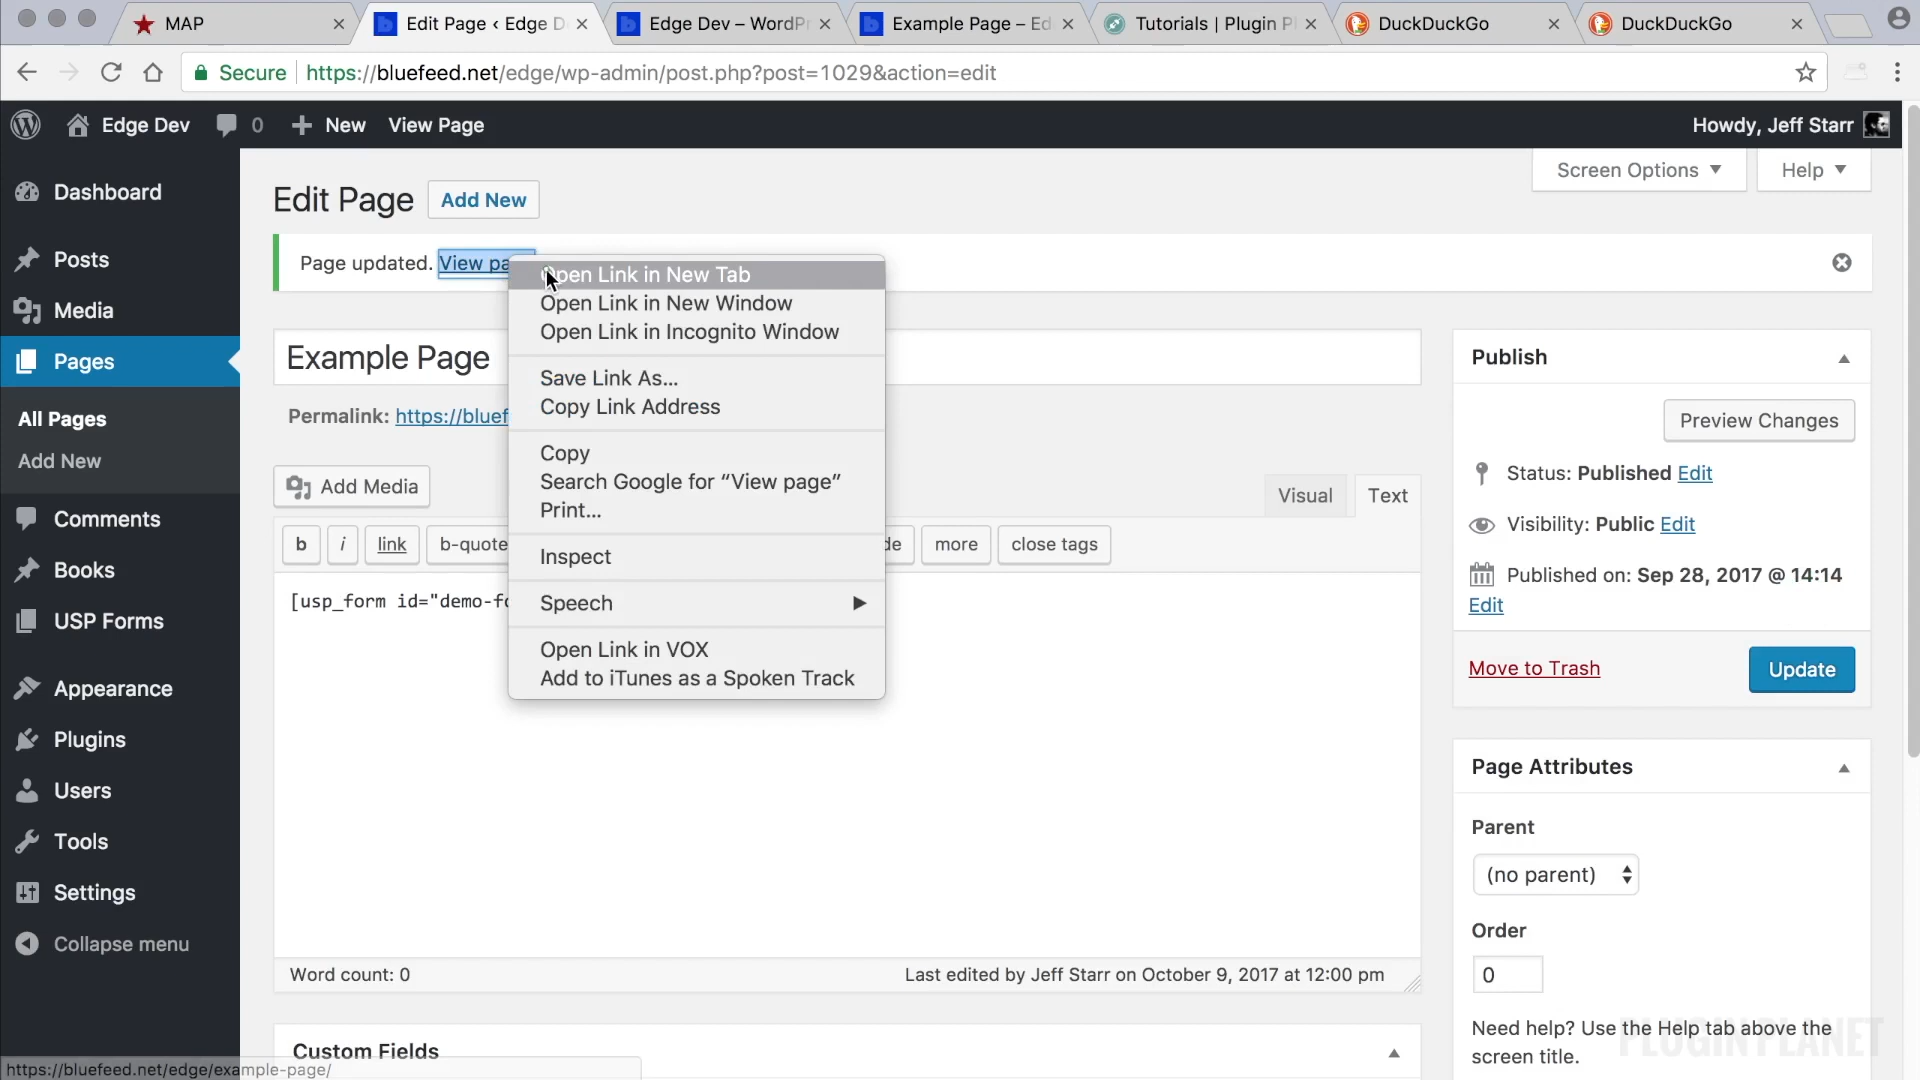 MAP
Edit Page ‹ Edge D
Edge Dev – WordPr
Example Page – Ed
Tutorials | Plugin Pl
DuckDuckGo
DuckDuckGo
Secure
https://bluefeed.net/edge/wp-admin/post.php?post=1029&action=edit
Edge Dev
0
New
View Page
Howdy, Jeff Starr
Screen Options
Help
Dashboard
Posts
Media
Pages
All Pages
Add New
Comments
Books
USP Forms
Appearance
Plugins
Users
Tools
Settings
Collapse menu
Edit Page
Add New
Page updated. View pa
Example Page
Permalink: https://bluef
Add Media
Visual
Text
b
i
link
b-quote
de
more
close tags
[usp_form id="demo-fo
Open Link in New Tab
Open Link in New Window
Open Link in Incognito Window
Save Link As...
Copy Link Address
Copy
Search Google for “View page”
Print...
Inspect
Speech
Open Link in VOX
Add to iTunes as a Spoken Track
Word count: 0
Last edited by Jeff Starr on October 9, 2017 at 12:00 pm
Custom Fields
Publish
Preview Changes
Status: Published Edit
Visibility: Public Edit
Published on: Sep 28, 2017 @ 14:14
Edit
Move to Trash
Update
Page Attributes
Parent
(no parent)
Order
0
Need help? Use the Help tab above the
screen title.
PLUGIN PLANET
https://bluefeed.net/edge/example-page/